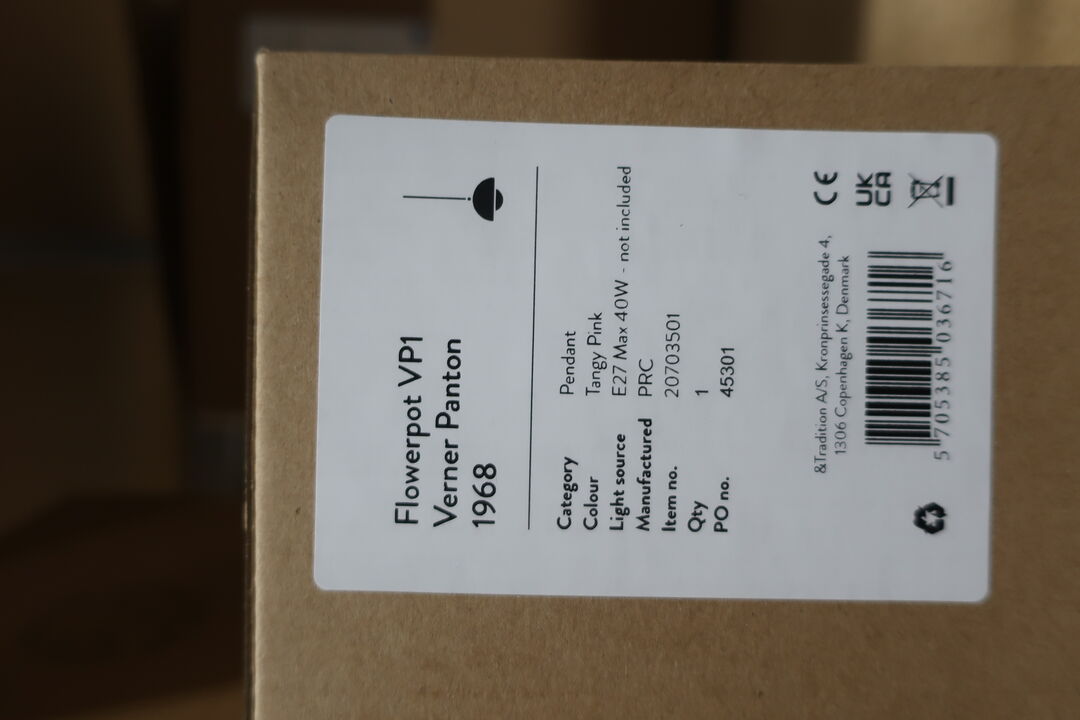 Flowerpot VP1
Verner Panton
1968
Category Pendant
Colour Tangy Pink
Light source E27 Max 40W - not included
Manufactured PRC
Item no. 20703501
Qty 1
PO no. 45301
&Tradition A/S, Kronprinsessegade 4,
1306 Copenhagen K, Denmark
CE
UK
CA
5 705385 036716